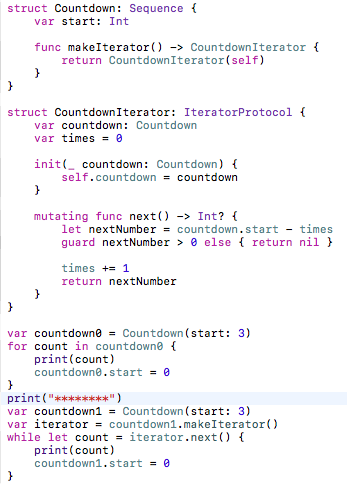 struct Countdown: Sequence {
    var start: Int

    func makeIterator() -> CountdownIterator {
        return CountdownIterator(self)
    }
}

struct CountdownIterator: IteratorProtocol {
    var countdown: Countdown
    var times = 0

    init(_ countdown: Countdown) {
        self.countdown = countdown
    }

    mutating func next() -> Int? {
        let nextNumber = countdown.start - times
        guard nextNumber > 0 else { return nil }

        times += 1
        return nextNumber
    }
}

var countdown0 = Countdown(start: 3)
for count in countdown0 {
    print(count)
    countdown0.start = 0
}
print("********")
var countdown1 = Countdown(start: 3)
var iterator = countdown1.makeIterator()
while let count = iterator.next() {
    print(count)
    countdown1.start = 0
}